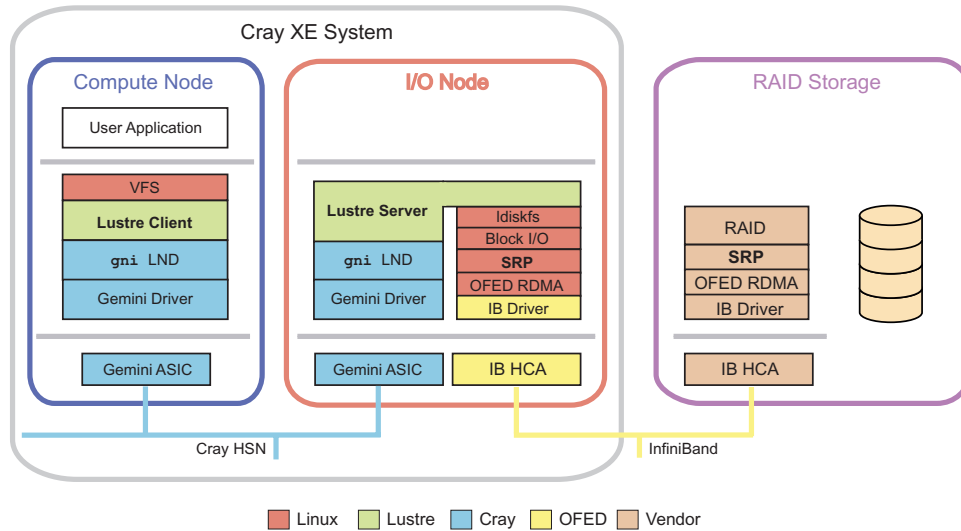 Cray XE System
Compute Node
User Application
VFS
Lustre Client
gni LND
Gemini Driver
Gemini ASIC
I/O Node
Lustre Server
ldiskfs
Block I/O
SRP
OFED RDMA
IB Driver
gni LND
Gemini Driver
Gemini ASIC
IB HCA
RAID Storage
RAID
SRP
OFED RDMA
IB Driver
IB HCA
Cray HSN
InfiniBand
Linux
Lustre
Cray
OFED
Vendor